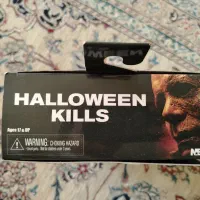 HALLOWEEN
KILLS
Ages 17 & UP
WARNING: CHOKING HAZARD